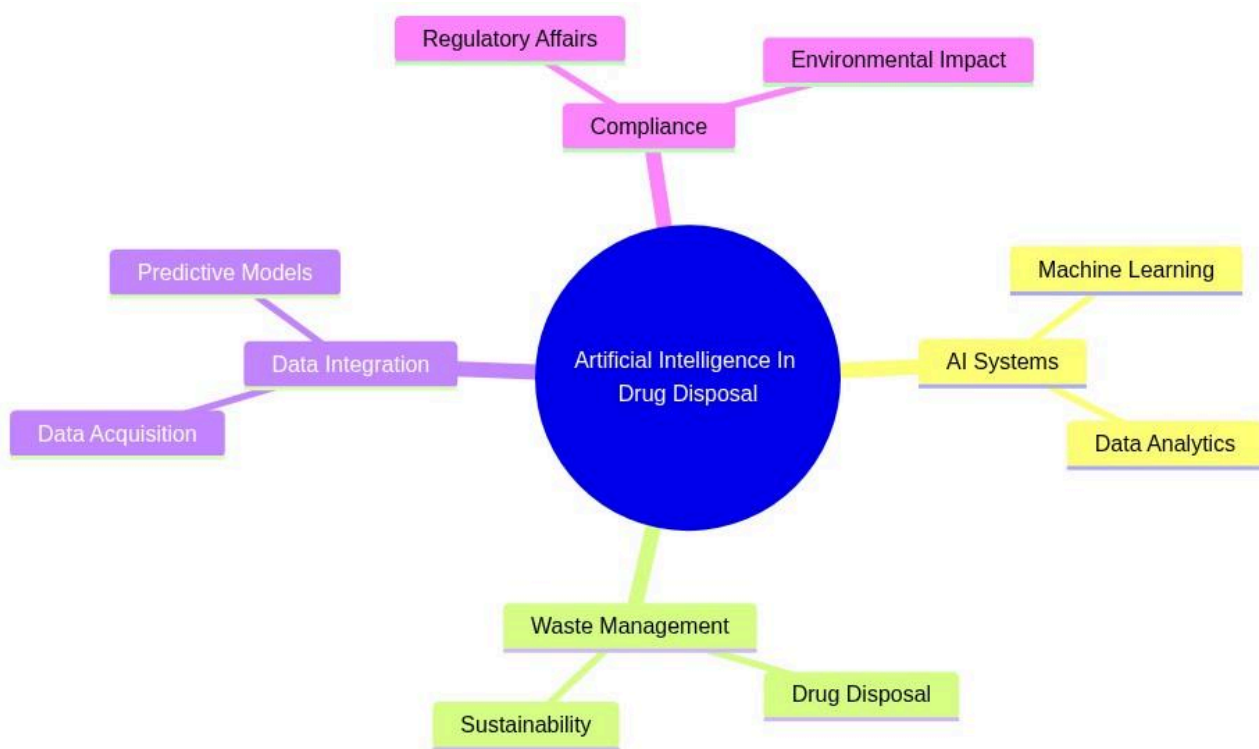 Regulatory Affairs
Environmental Impact
Compliance
Predictive Models
Machine Learning
Data Integration
Artificial Intelligence In
Drug Disposal
AI Systems
Data Acquisition
Data Analytics
Waste Management
Drug Disposal
Sustainability